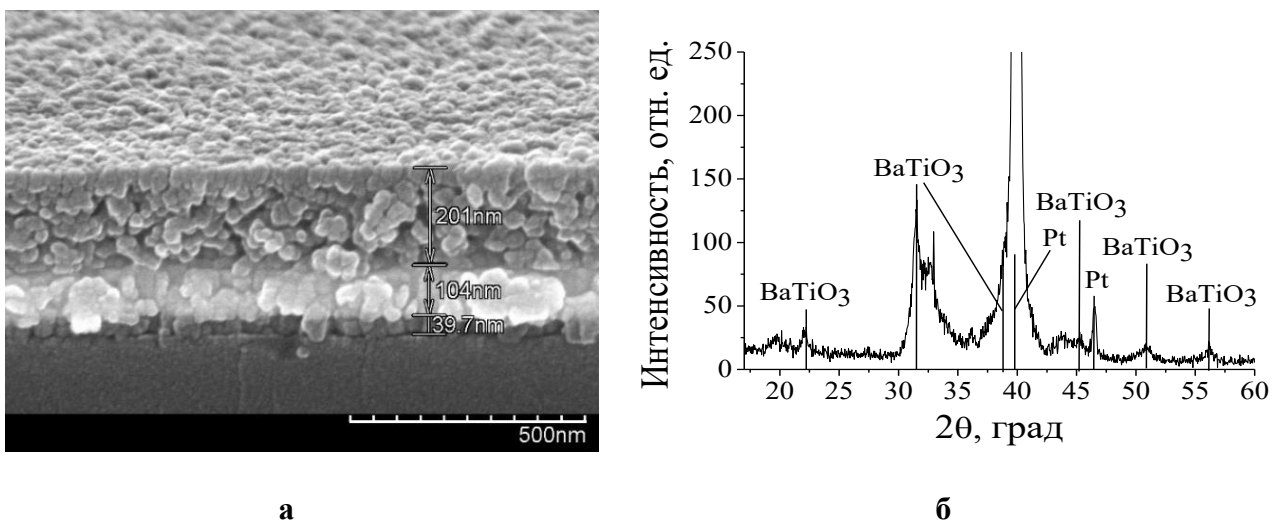 201nm
104nm
39.7nm
500nm
а
250
200
150
100
50
0
Интенсивность, отн. ед.
BaTiO3
BaTiO3
BaTiO3
Pt
Pt
BaTiO3
BaTiO3
20 25 30 35 40 45 50 55 60
2θ, град
б